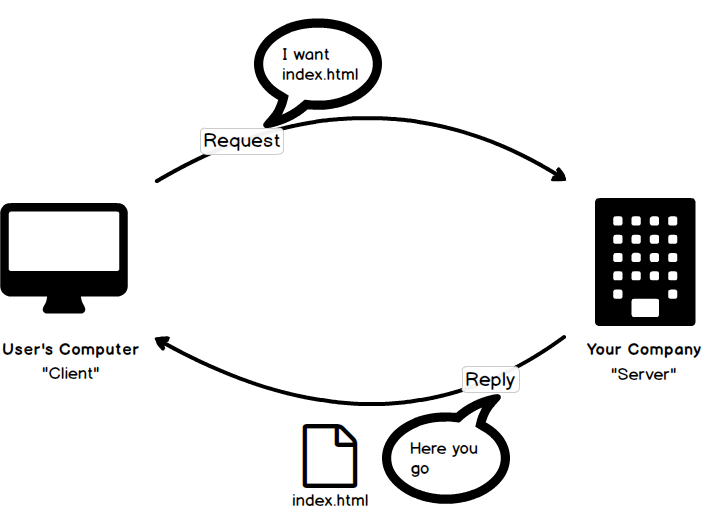 I want
index.html
Request
User's Computer
"Client"
Your Company
"Server"
Reply
Here you
go
index.html